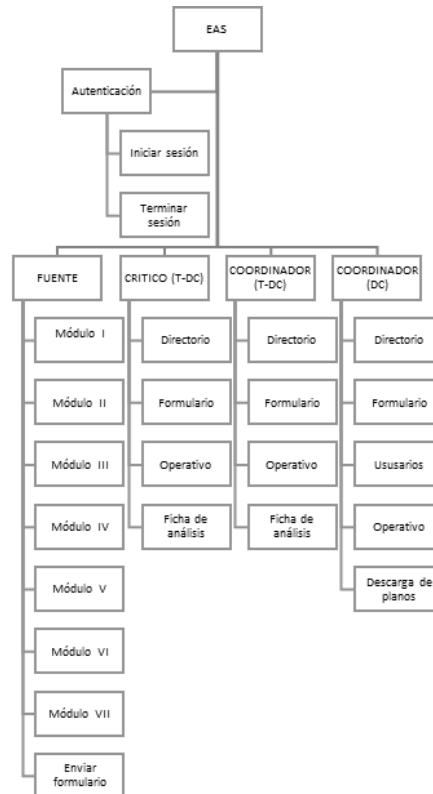 EAS
Autenticación
Iniciar sesión
Terminar
sesión
FUENTE
CRITICO (T-DC)
COORDINADOR
(T-DC)
COORDINADOR
(DC)
Módulo I
Directorio
Directorio
Directorio
Módulo II
Formulario
Formulario
Formulario
Módulo III
Operativo
Operativo
Ususarios
Módulo IV
Ficha de
análisis
Ficha de
análisis
Operativo
Módulo V
Descarga de
planos
Módulo VI
Módulo VII
Enviar
formulario